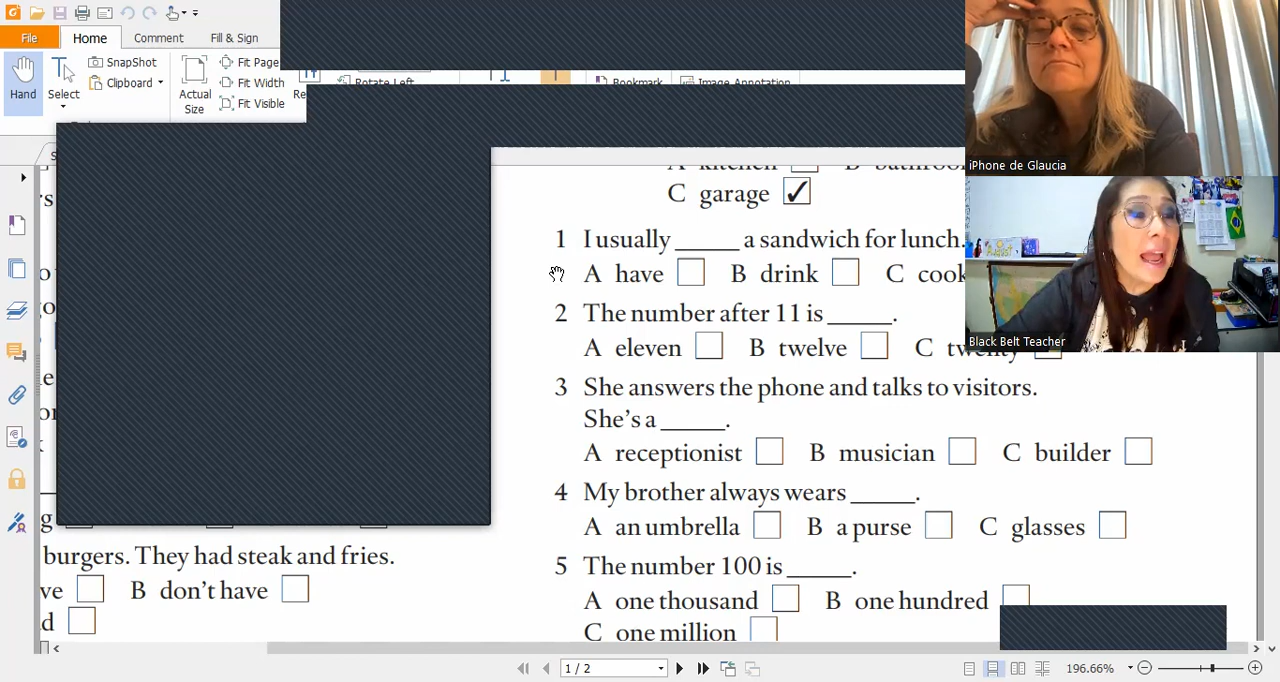 File Home Comment Fill & Sign
SnapShot
Clipboard
Hand Select
Actual
Size
Fit Page
Fit Width
Fit Visible
Rotate Left
Bookmark
Image Annotation
iPhone de Glaucia
Black Belt Teacher
A kitchen B
C garage ✓
1 I usually _____ a sandwich for lunch.
A have B drink C cook
2 The number after 11 is _____.
A eleven B twelve C twenty
3 She answers the phone and talks to visitors.
She's a _____.
A receptionist B musician C builder
4 My brother always wears _____.
A an umbrella B a purse C glasses
5 The number 100 is _____.
A one thousand B one hundred
C one million
burgers. They had steak and fries.
ve B don't have
d
1 / 2
196.66%